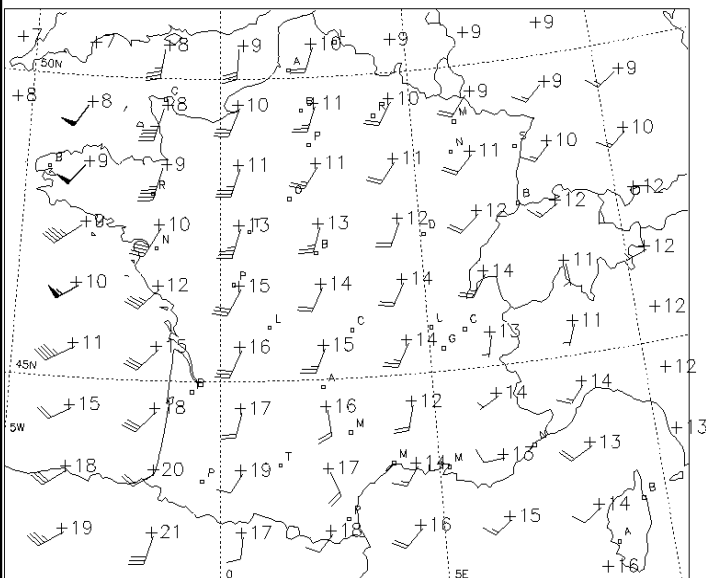 +7 +7 +8 +9 +10 L +9 +9 +9
50N A
+8 +8 C +8 +10 B +11 R +10 +9 +9 +9
M
P +10
B +9 +9 +11 +11 +11 N +11 S +10
R O B +12 +12
+10 +13 +13 +12 D +12
N B +12
+10 +12 P +15 +14 +14 +14 +11
L C L C +12
+11 +15 +16 +15 +14 G +13 +11
45N B A +12
+15 +18 +17 +16 +12 +14 +14
5W M +13
+18 +20 P +19 T +17 M +14 M +13 N +13
B
+19 +21 +17 P +18 +16 +15 +14
A
+16
0 5E